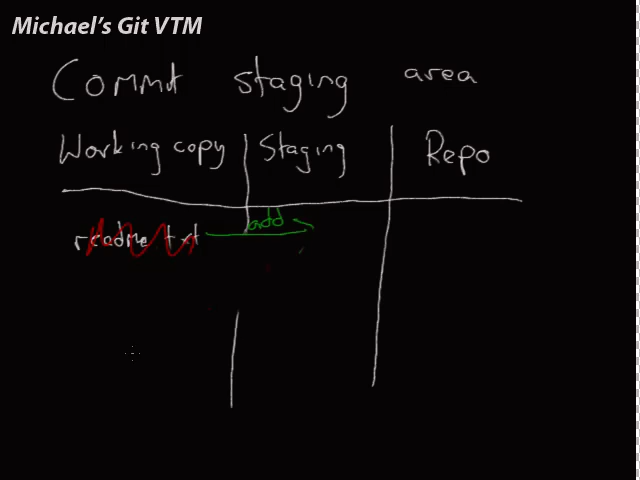 Michael's Git VTM
Commit staging area
Working copy Staging Repo
add
readme.txt